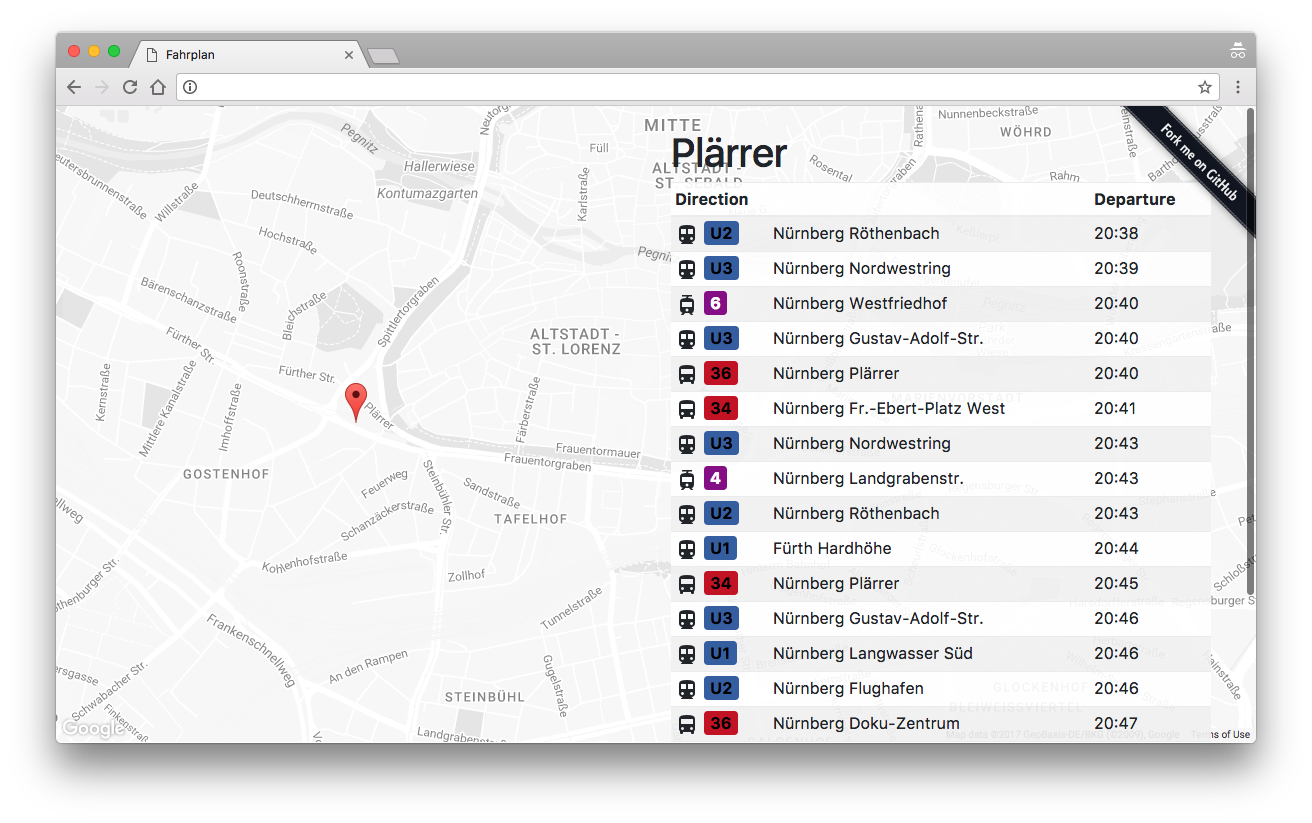 Fahrplan
Fork me on GitHub
Plärrer
Direction Departure
U2 Nürnberg Röthenbach 20:38
U3 Nürnberg Nordwestring 20:39
6 Nürnberg Westfriedhof 20:40
U3 Nürnberg Gustav-Adolf-Str. 20:40
36 Nürnberg Plärrer 20:40
34 Nürnberg Fr.-Ebert-Platz West 20:41
U3 Nürnberg Nordwestring 20:43
4 Nürnberg Landgrabenstr. 20:43
U2 Nürnberg Röthenbach 20:43
U1 Fürth Hardhöhe 20:44
34 Nürnberg Plärrer 20:45
U3 Nürnberg Gustav-Adolf-Str. 20:46
U1 Nürnberg Langwasser Süd 20:46
U2 Nürnberg Flughafen 20:46
36 Nürnberg Doku-Zentrum 20:47
MITTE
Nunnenbeckstraße
WÖHRD
Füll
Pegnitz
Hallerwiese
Kontumazgarten
ALTSTADT -
ST. SEBALD
Rosental
Rahm
Willstraße
Deutschherrnstraße
Karlstraße
Hochstraße
Roonstraße
Pegnitz
Bärenschanzstraße
Bleichstraße
Spittlertorgraben
Fürther Str.
ALTSTADT -
ST. LORENZ
Fürther Str.
Kernstraße
Mittlere Kanalstraße
Imhoffstraße
Plärrer
Färberstraße
Frauentormauer
Frauentorgraben
GOSTENHOF
Feuerweg
Steinbühler Str.
Sandstraße
Schanzäckerstraße
TAFELHOF
MARIENVORSTADT
Kohlenhofstraße
Zollhof
Tunnelstraße
Frankenschnellweg
An den Rampen
Gugelstraße
Schwabacher Str.
STEINBÜHL
GLOCKENHOF
BLEIWEISSVIERTEL
Finkenstraße
Landgrabenstraße
Google
Map data ©2017 GeoBasis-DE/BKG (©2009), Google Terms of Use